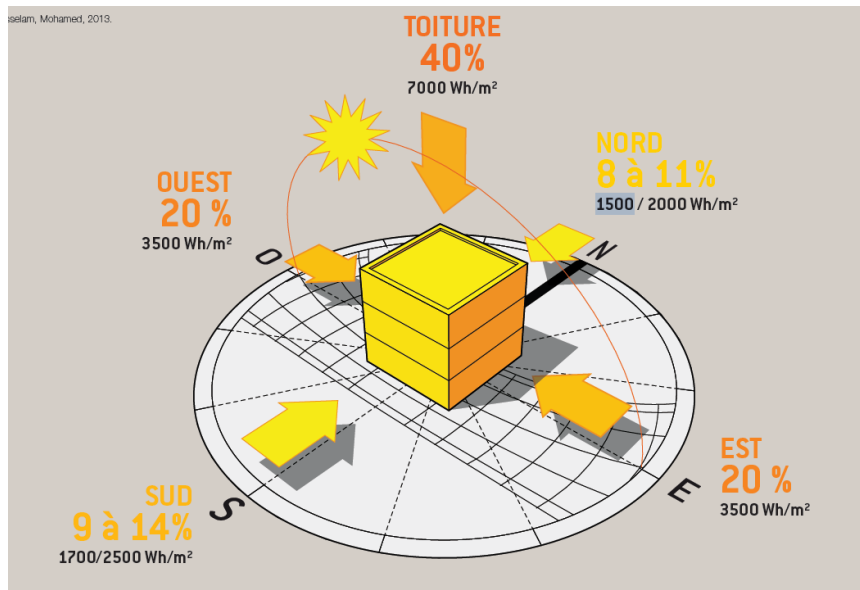 Mohamed, 2013.
TOITURE
40%
7000 Wh/m²
NORD
8 à 11%
1500 / 2000 Wh/m²
OUEST
20 %
3500 Wh/m²
O
N
EST
20 %
3500 Wh/m²
E
SUD
9 à 14%
1700/2500 Wh/m²
S